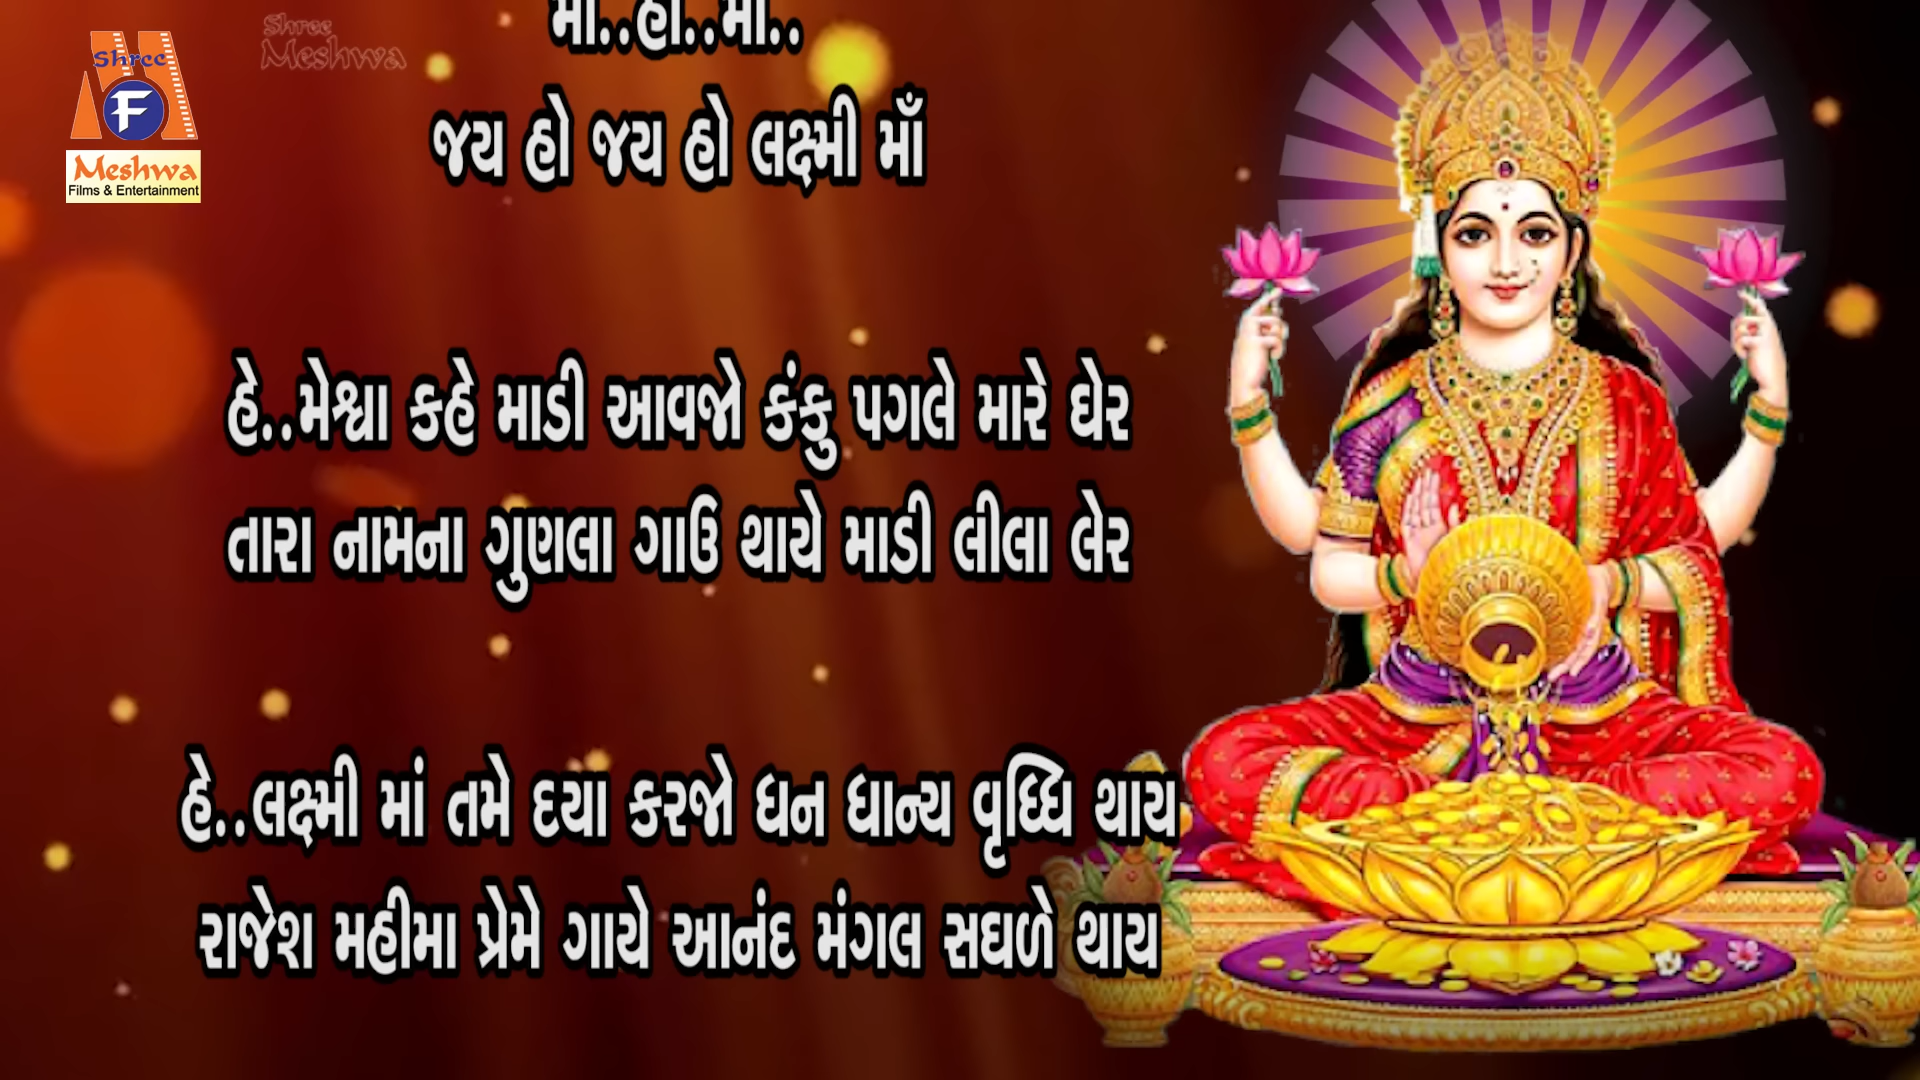 Shree
F
Meshwa
Films & Entertainment
Shree
Meshwa
માં..હો..માં..
જય હો જય હો લક્ષ્મી માઁ
હે..મેશ્વા કહે માડી આવજો કંકુ પગલે મારે ઘેર
તારા નામના ગુણલા ગાઉ થાયે માડી લીલા લેર
હે..લક્ષ્મી માં તમે દયા કરજો ધન ધાન્ય વૃધ્ધિ થાય
રાજેશ મહીમા પ્રેમે ગાયે આનંદ મંગલ સઘળે થાય